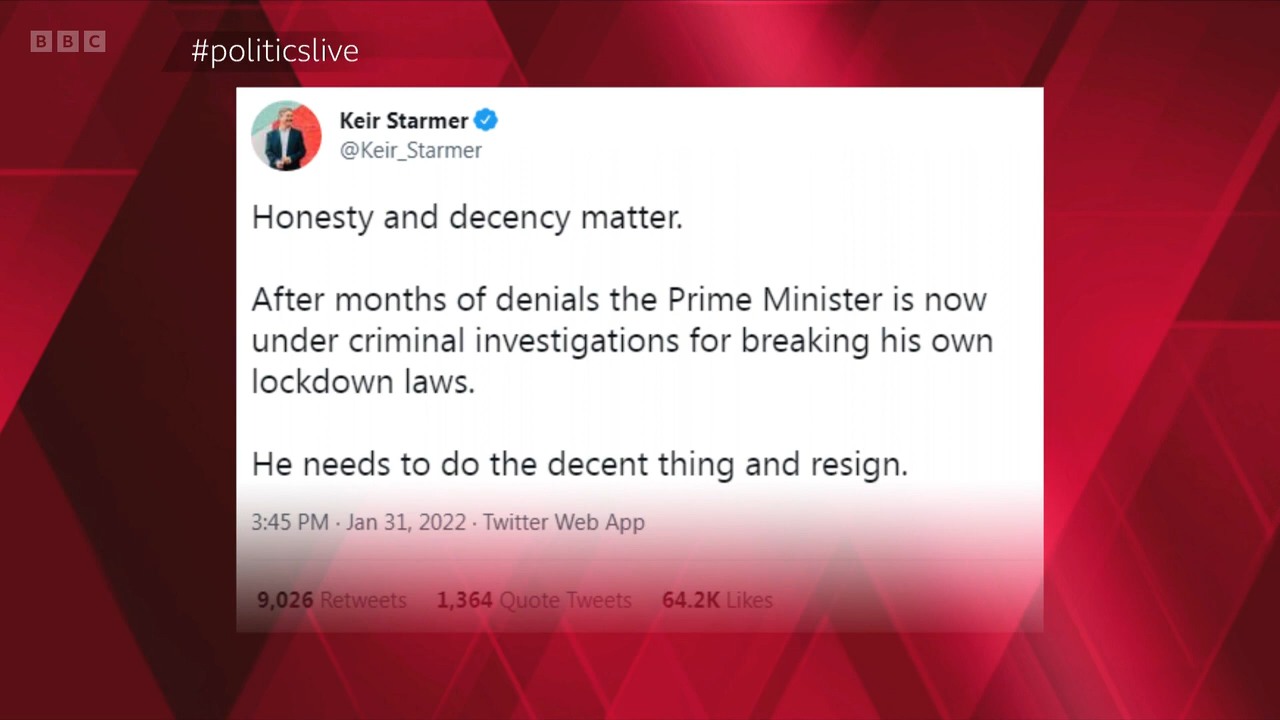 BBC
#politicslive
Keir Starmer
@Keir_Starmer
Honesty and decency matter.
After months of denials the Prime Minister is now
under criminal investigations for breaking his own
lockdown laws.
He needs to do the decent thing and resign.
3:45 PM · Jan 31, 2022 · Twitter Web App
9,026 Retweets 1,364 Quote Tweets 64.2K Likes